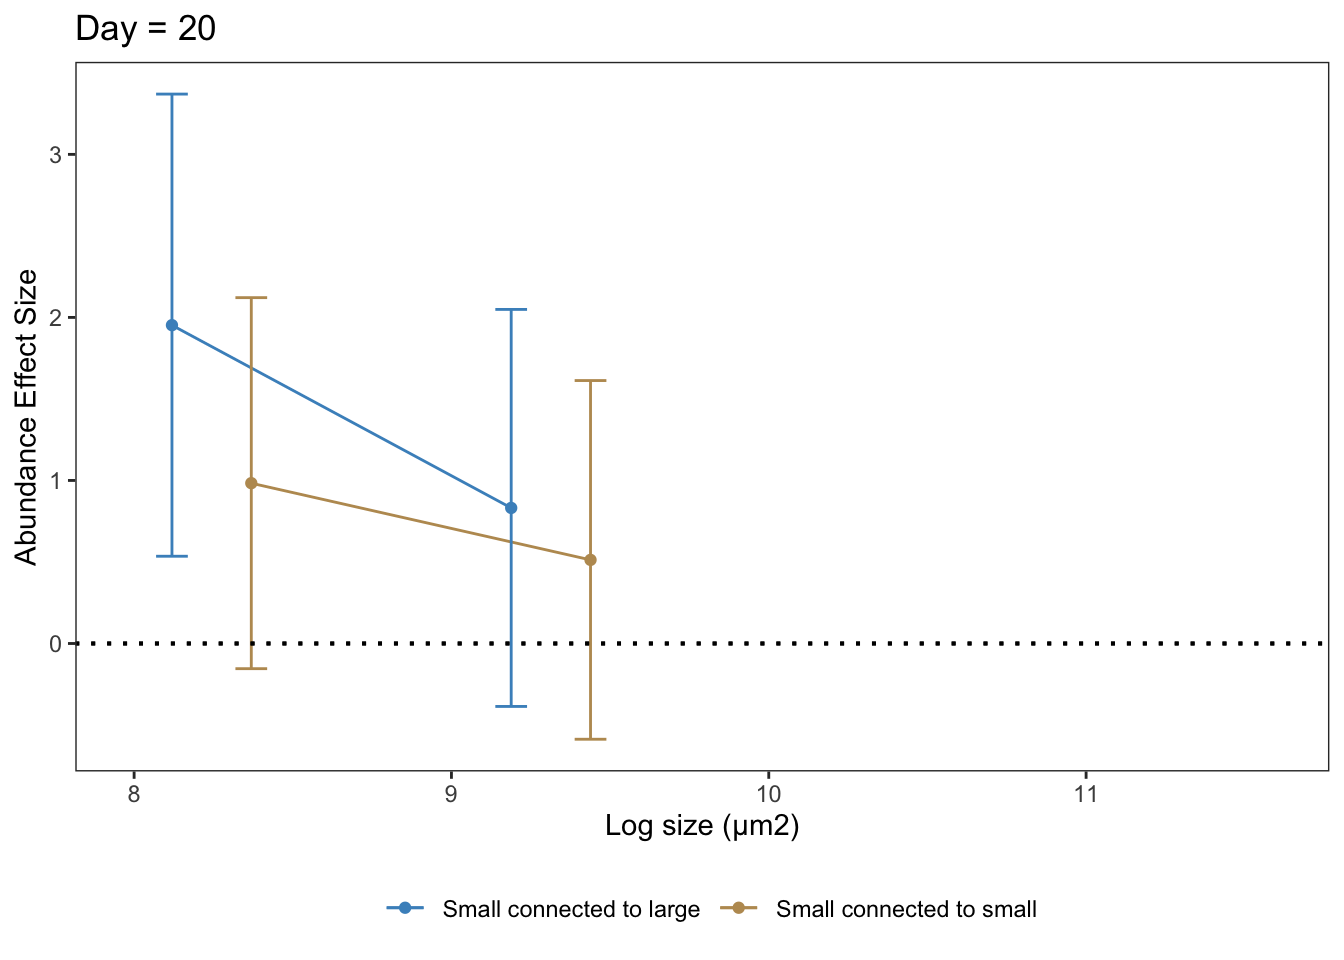 Day = 20
Abundance Effect Size
3
2
1
0
8 9 10 11
Log size (μm2)
Small connected to large Small connected to small